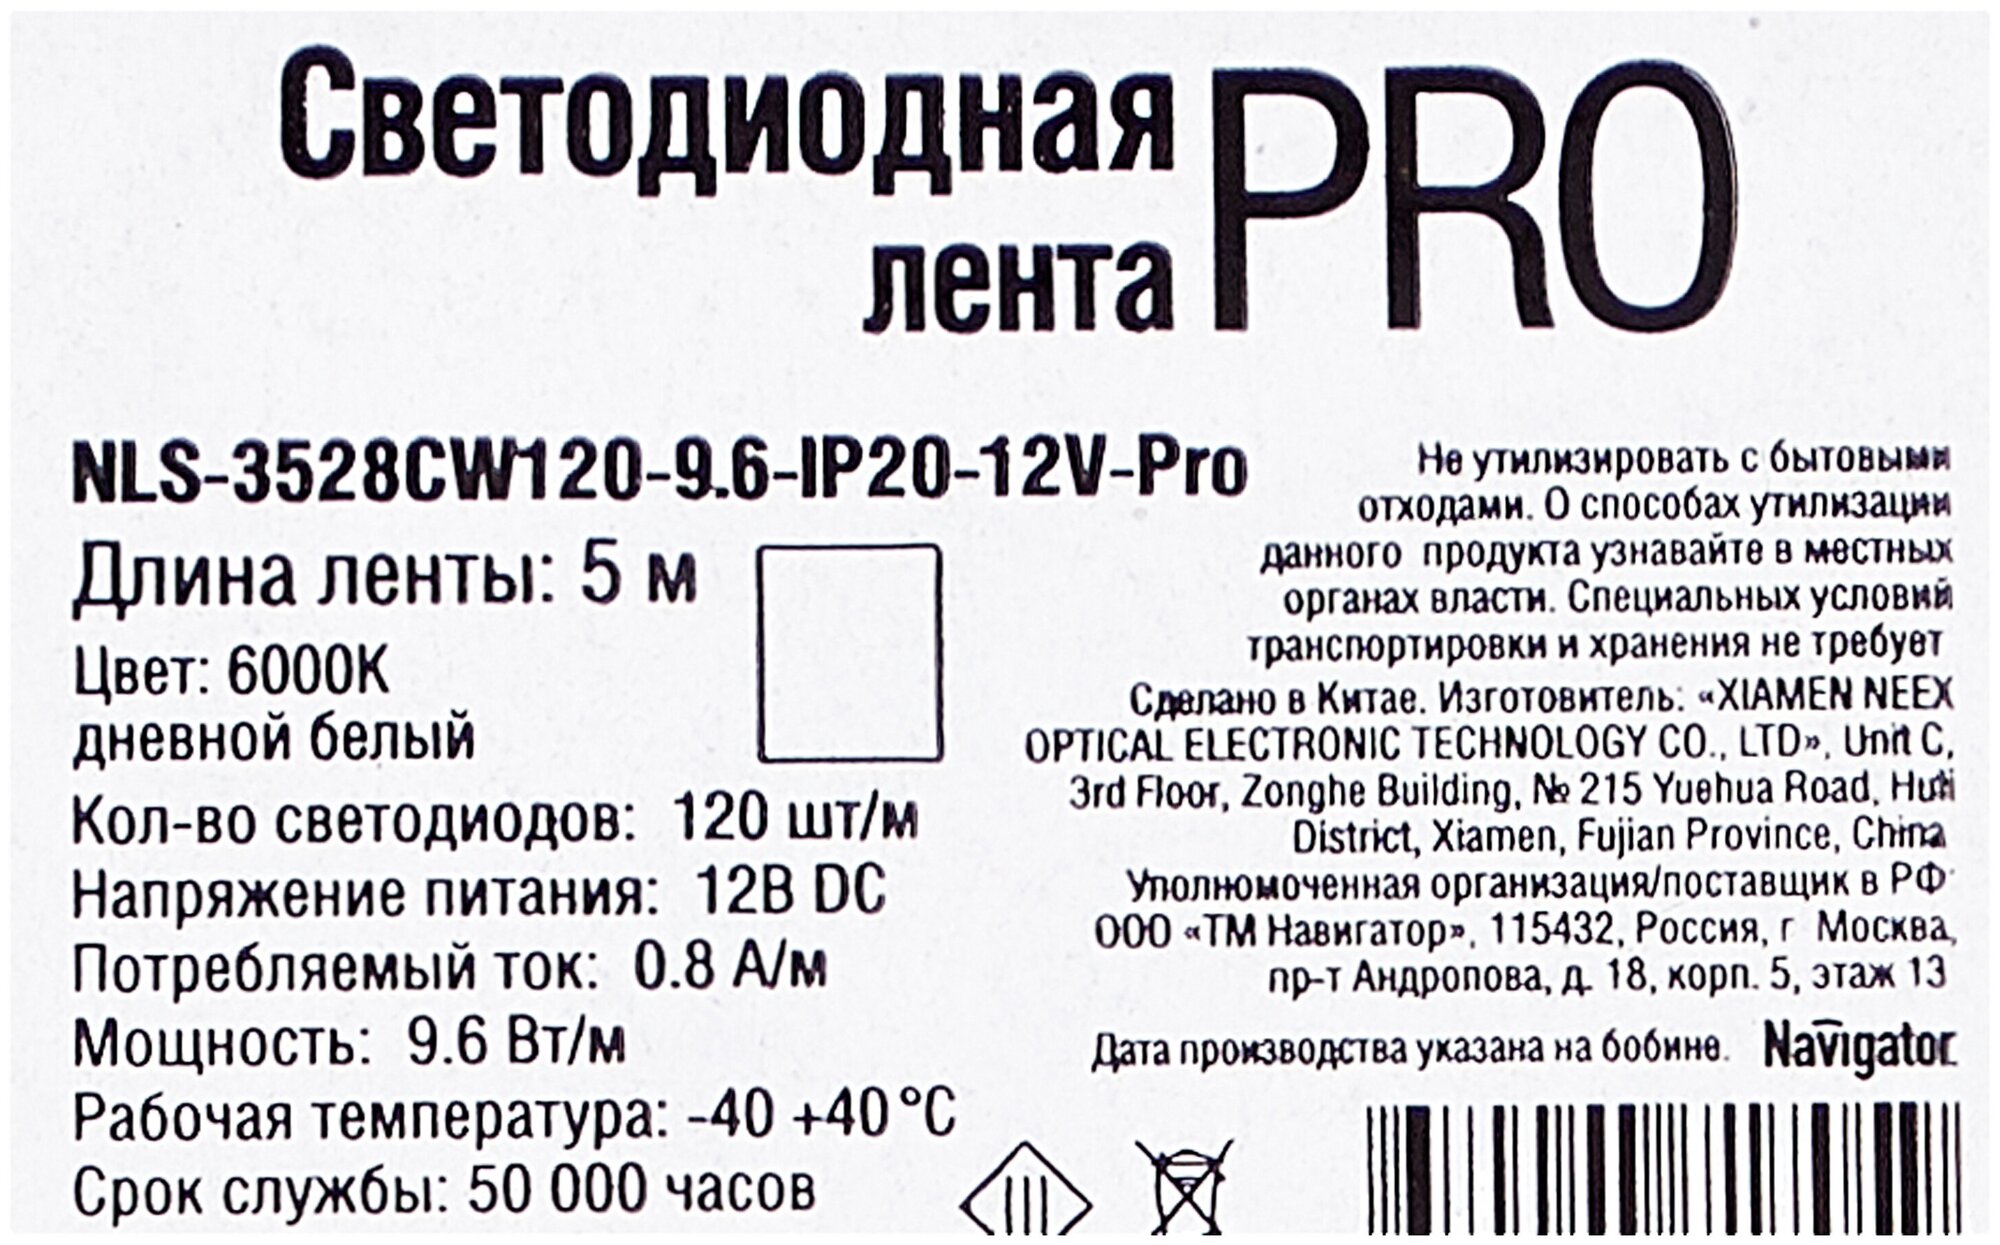 Светодиодная
лента
PRO
NLS-3528CW120-9.6-IP20-12V-Pro
Длина ленты: 5 м
Цвет: 6000K
дневной белый
Кол-во светодиодов: 120 шт/м
Напряжение питания: 12В DC
Потребляемый ток: 0.8 А/м
Мощность: 9.6 Вт/м
Рабочая температура: -40 +40°C
Срок службы: 50 000 часов
Не утилизировать с бытовыми
отходами. О способах утилизации
данного продукта узнавайте в местных
органах власти. Специальных условий
транспортировки и хранения не требует
Сделано в Китае. Изготовитель: «XIAMEN NEEX
OPTICAL ELECTRONIC TECHNOLOGY CO., LTD», Unit C,
3rd Floor, Zonghe Building, № 215 Yuehua Road, Huli
District, Xiamen, Fujian Province, China
Уполномоченная организация/поставщик в РФ
ООО «ТМ Навигатор», 115432, Россия, г Москва,
пр-т Андропова, д. 18, корп. 5, этаж 13
Дата производства указана на бобине.
Navigator